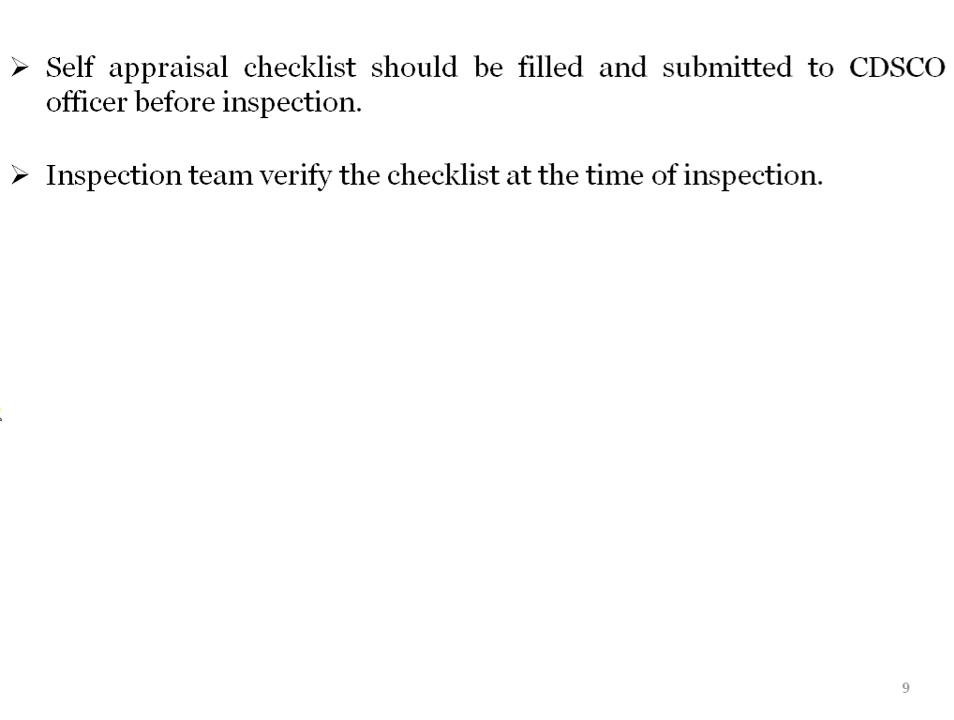 ➢ Self appraisal checklist should be filled and submitted to CDSCO
officer before inspection.
➢ Inspection team verify the checklist at the time of inspection.
9